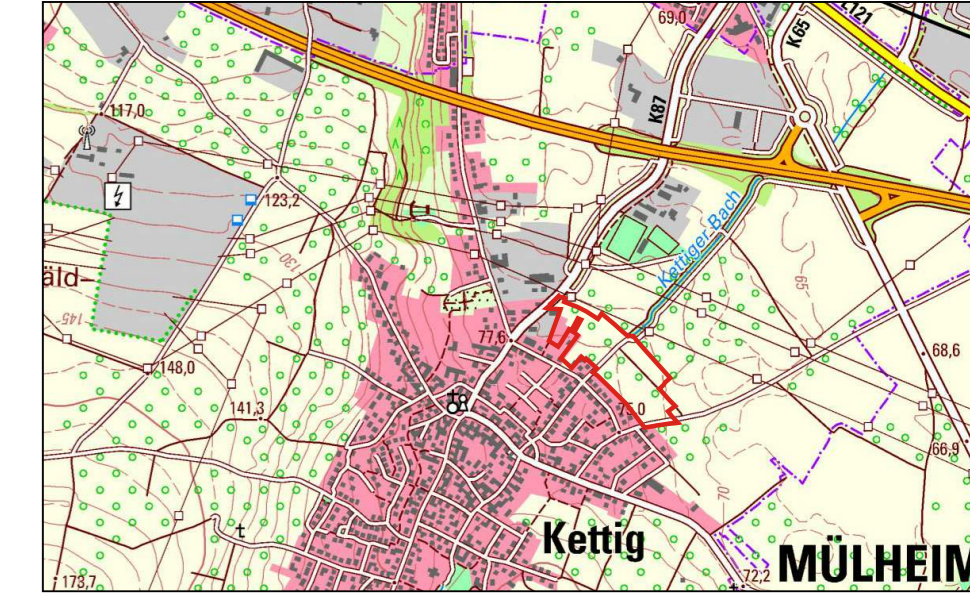 69,0
L121
K65
K87
117,0
123,2
130
Kettiger Bach
65
äld-
145
77,6
148,0
68,6
141,3
75,0
66,9
70
Kettig
MÜLHEIM
173,7
72,2